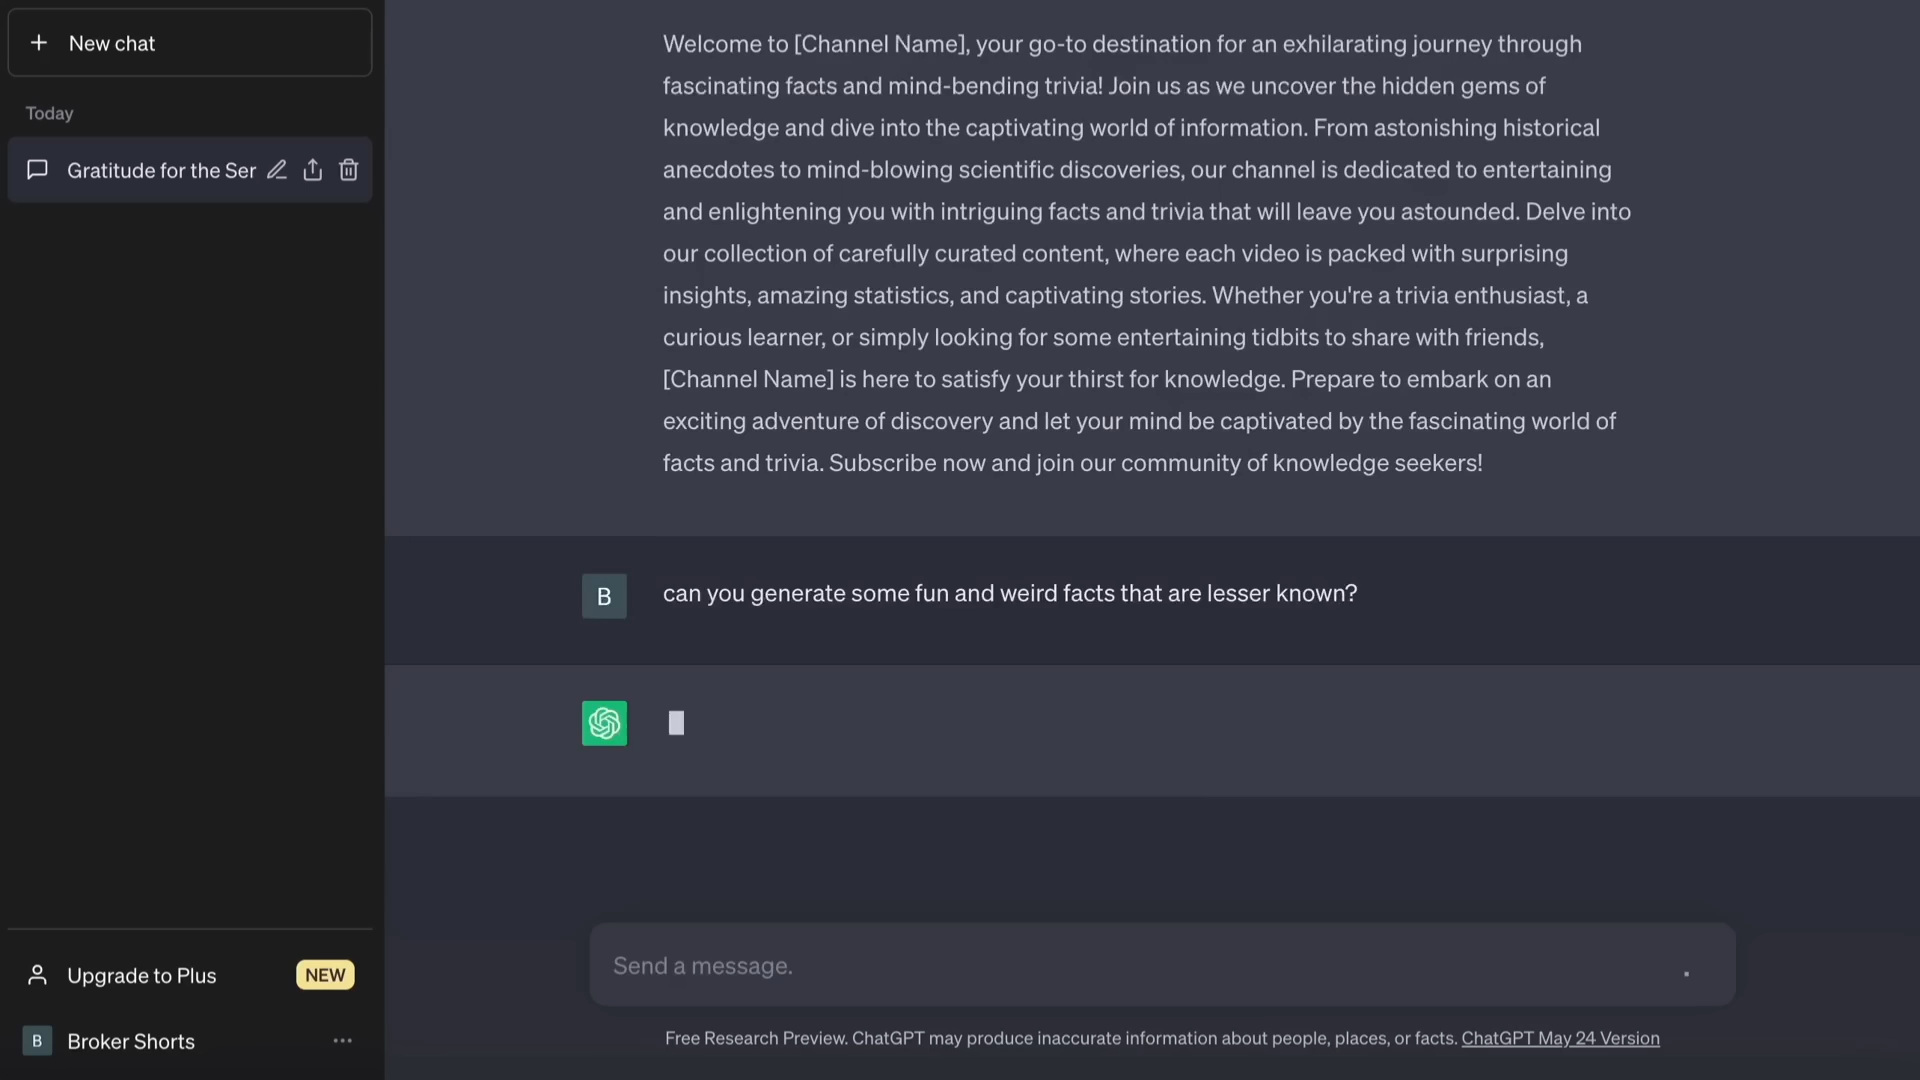 New chat
Today
Gratitude for the Ser
Upgrade to Plus NEW
B Broker Shorts
Welcome to [Channel Name], your go-to destination for an exhilarating journey through
fascinating facts and mind-bending trivia! Join us as we uncover the hidden gems of
knowledge and dive into the captivating world of information. From astonishing historical
anecdotes to mind-blowing scientific discoveries, our channel is dedicated to entertaining
and enlightening you with intriguing facts and trivia that will leave you astounded. Delve into
our collection of carefully curated content, where each video is packed with surprising
insights, amazing statistics, and captivating stories. Whether you're a trivia enthusiast, a
curious learner, or simply looking for some entertaining tidbits to share with friends,
[Channel Name] is here to satisfy your thirst for knowledge. Prepare to embark on an
exciting adventure of discovery and let your mind be captivated by the fascinating world of
facts and trivia. Subscribe now and join our community of knowledge seekers!
B can you generate some fun and weird facts that are lesser known?
Send a message.
Free Research Preview. ChatGPT may produce inaccurate information about people, places, or facts. ChatGPT May 24 Version